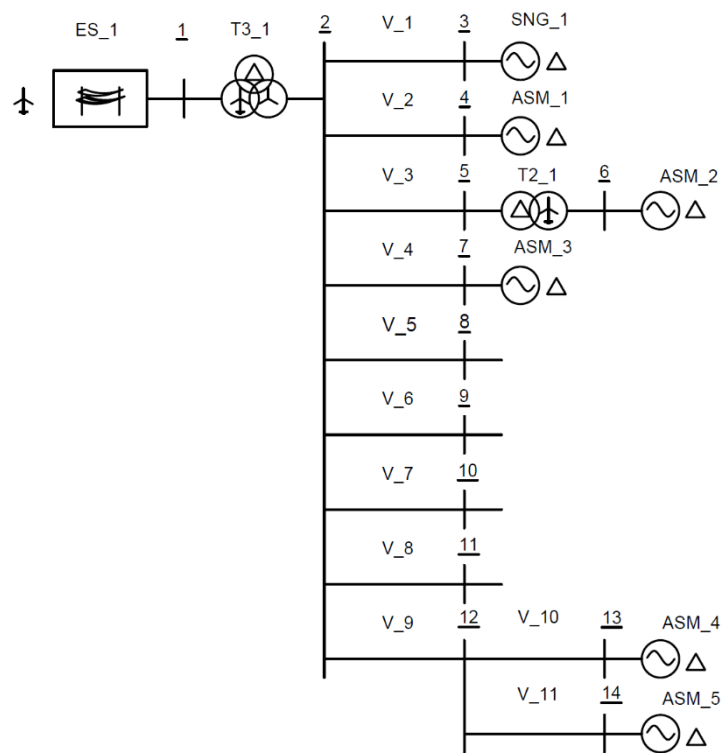 ES_1 1 T3_1 2 V_1 3 SNG_1
V_2 4 ASM_1
V_3 5 T2_1 6 ASM_2
V_4 7 ASM_3
V_5 8
V_6 9
V_7 10
V_8 11
V_9 12 V_10 13 ASM_4
V_11 14 ASM_5